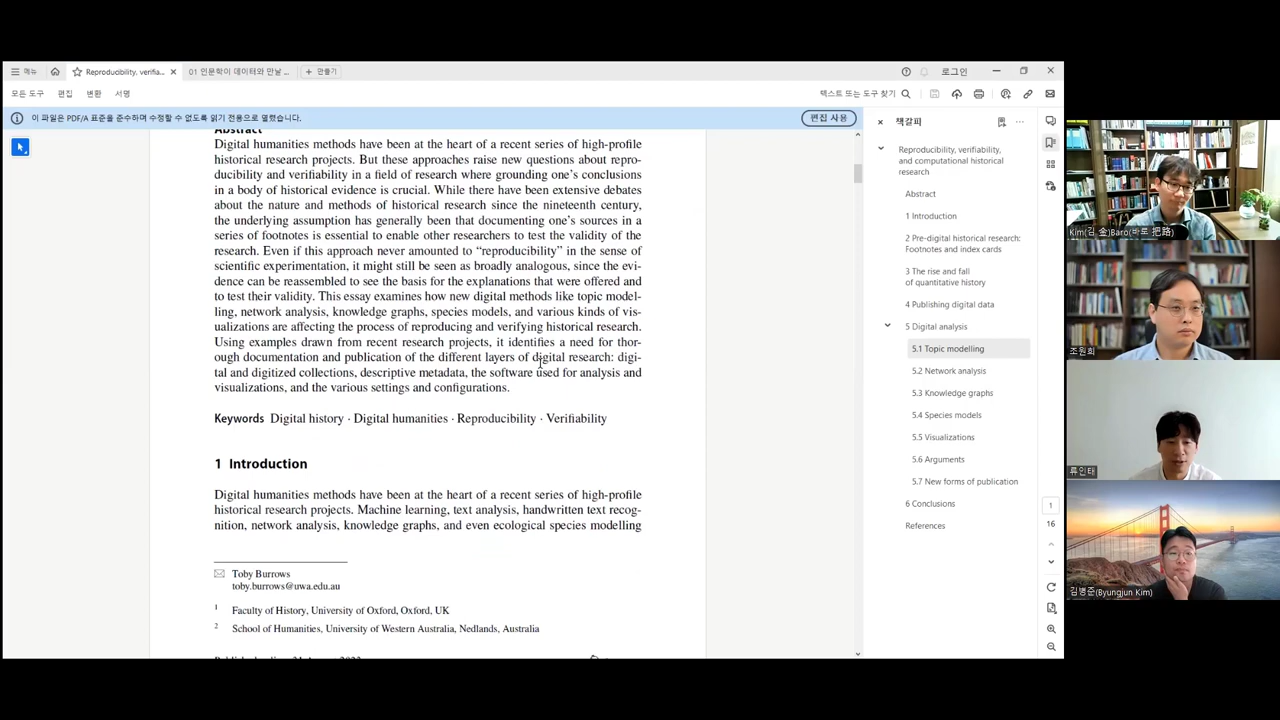 메뉴
Reproducibility, verifia...
01 인문학이 데이터와 만날 ...
만들기
로그인
모든 도구 편집 변환 서명
텍스트 또는 도구 찾기
이 파일은 PDF/A 표준을 준수하며 수정할 수 없도록 읽기 전용으로 열렸습니다.
편집 사용
Abstract
Digital humanities methods have been at the heart of a recent series of high-profile
historical research projects. But these approaches raise new questions about repro-
ducibility and verifiability in a field of research where grounding one's conclusions
in a body of historical evidence is crucial. While there have been extensive debates
about the nature and methods of historical research since the nineteenth century,
the underlying assumption has generally been that documenting one's sources in a
series of footnotes is essential to enable other researchers to test the validity of the
research. Even if this approach never amounted to “reproducibility” in the sense of
scientific experimentation, it might still be seen as broadly analogous, since the evi-
dence can be reassembled to see the basis for the explanations that were offered and
to test their validity. This essay examines how new digital methods like topic model-
ling, network analysis, knowledge graphs, species models, and various kinds of vis-
ualizations are affecting the process of reproducing and verifying historical research.
Using examples drawn from recent research projects, it identifies a need for thor-
ough documentation and publication of the different layers of digital research: digi-
tal and digitized collections, descriptive metadata, the software used for analysis and
visualizations, and the various settings and configurations.
Keywords Digital history · Digital humanities · Reproducibility · Verifiability
1 Introduction
Digital humanities methods have been at the heart of a recent series of high-profile
historical research projects. Machine learning, text analysis, handwritten text recog-
nition, network analysis, knowledge graphs, and even ecological species modelling
Toby Burrows
toby.burrows@uwa.edu.au
1 Faculty of History, University of Oxford, Oxford, UK
2 School of Humanities, University of Western Australia, Nedlands, Australia
책갈피
Reproducibility, verifiability,
and computational historical
research
Abstract
1 Introduction
2 Pre-digital historical research:
Footnotes and index cards
3 The rise and fall
of quantitative history
4 Publishing digital data
5 Digital analysis
5.1 Topic modelling
5.2 Network analysis
5.3 Knowledge graphs
5.4 Species models
5.5 Visualizations
5.6 Arguments
5.7 New forms of publication
6 Conclusions
References
1
16
Kim(김 金)Baro(바로 把路)
조원희
류인태
김병준(Byungjun Kim)